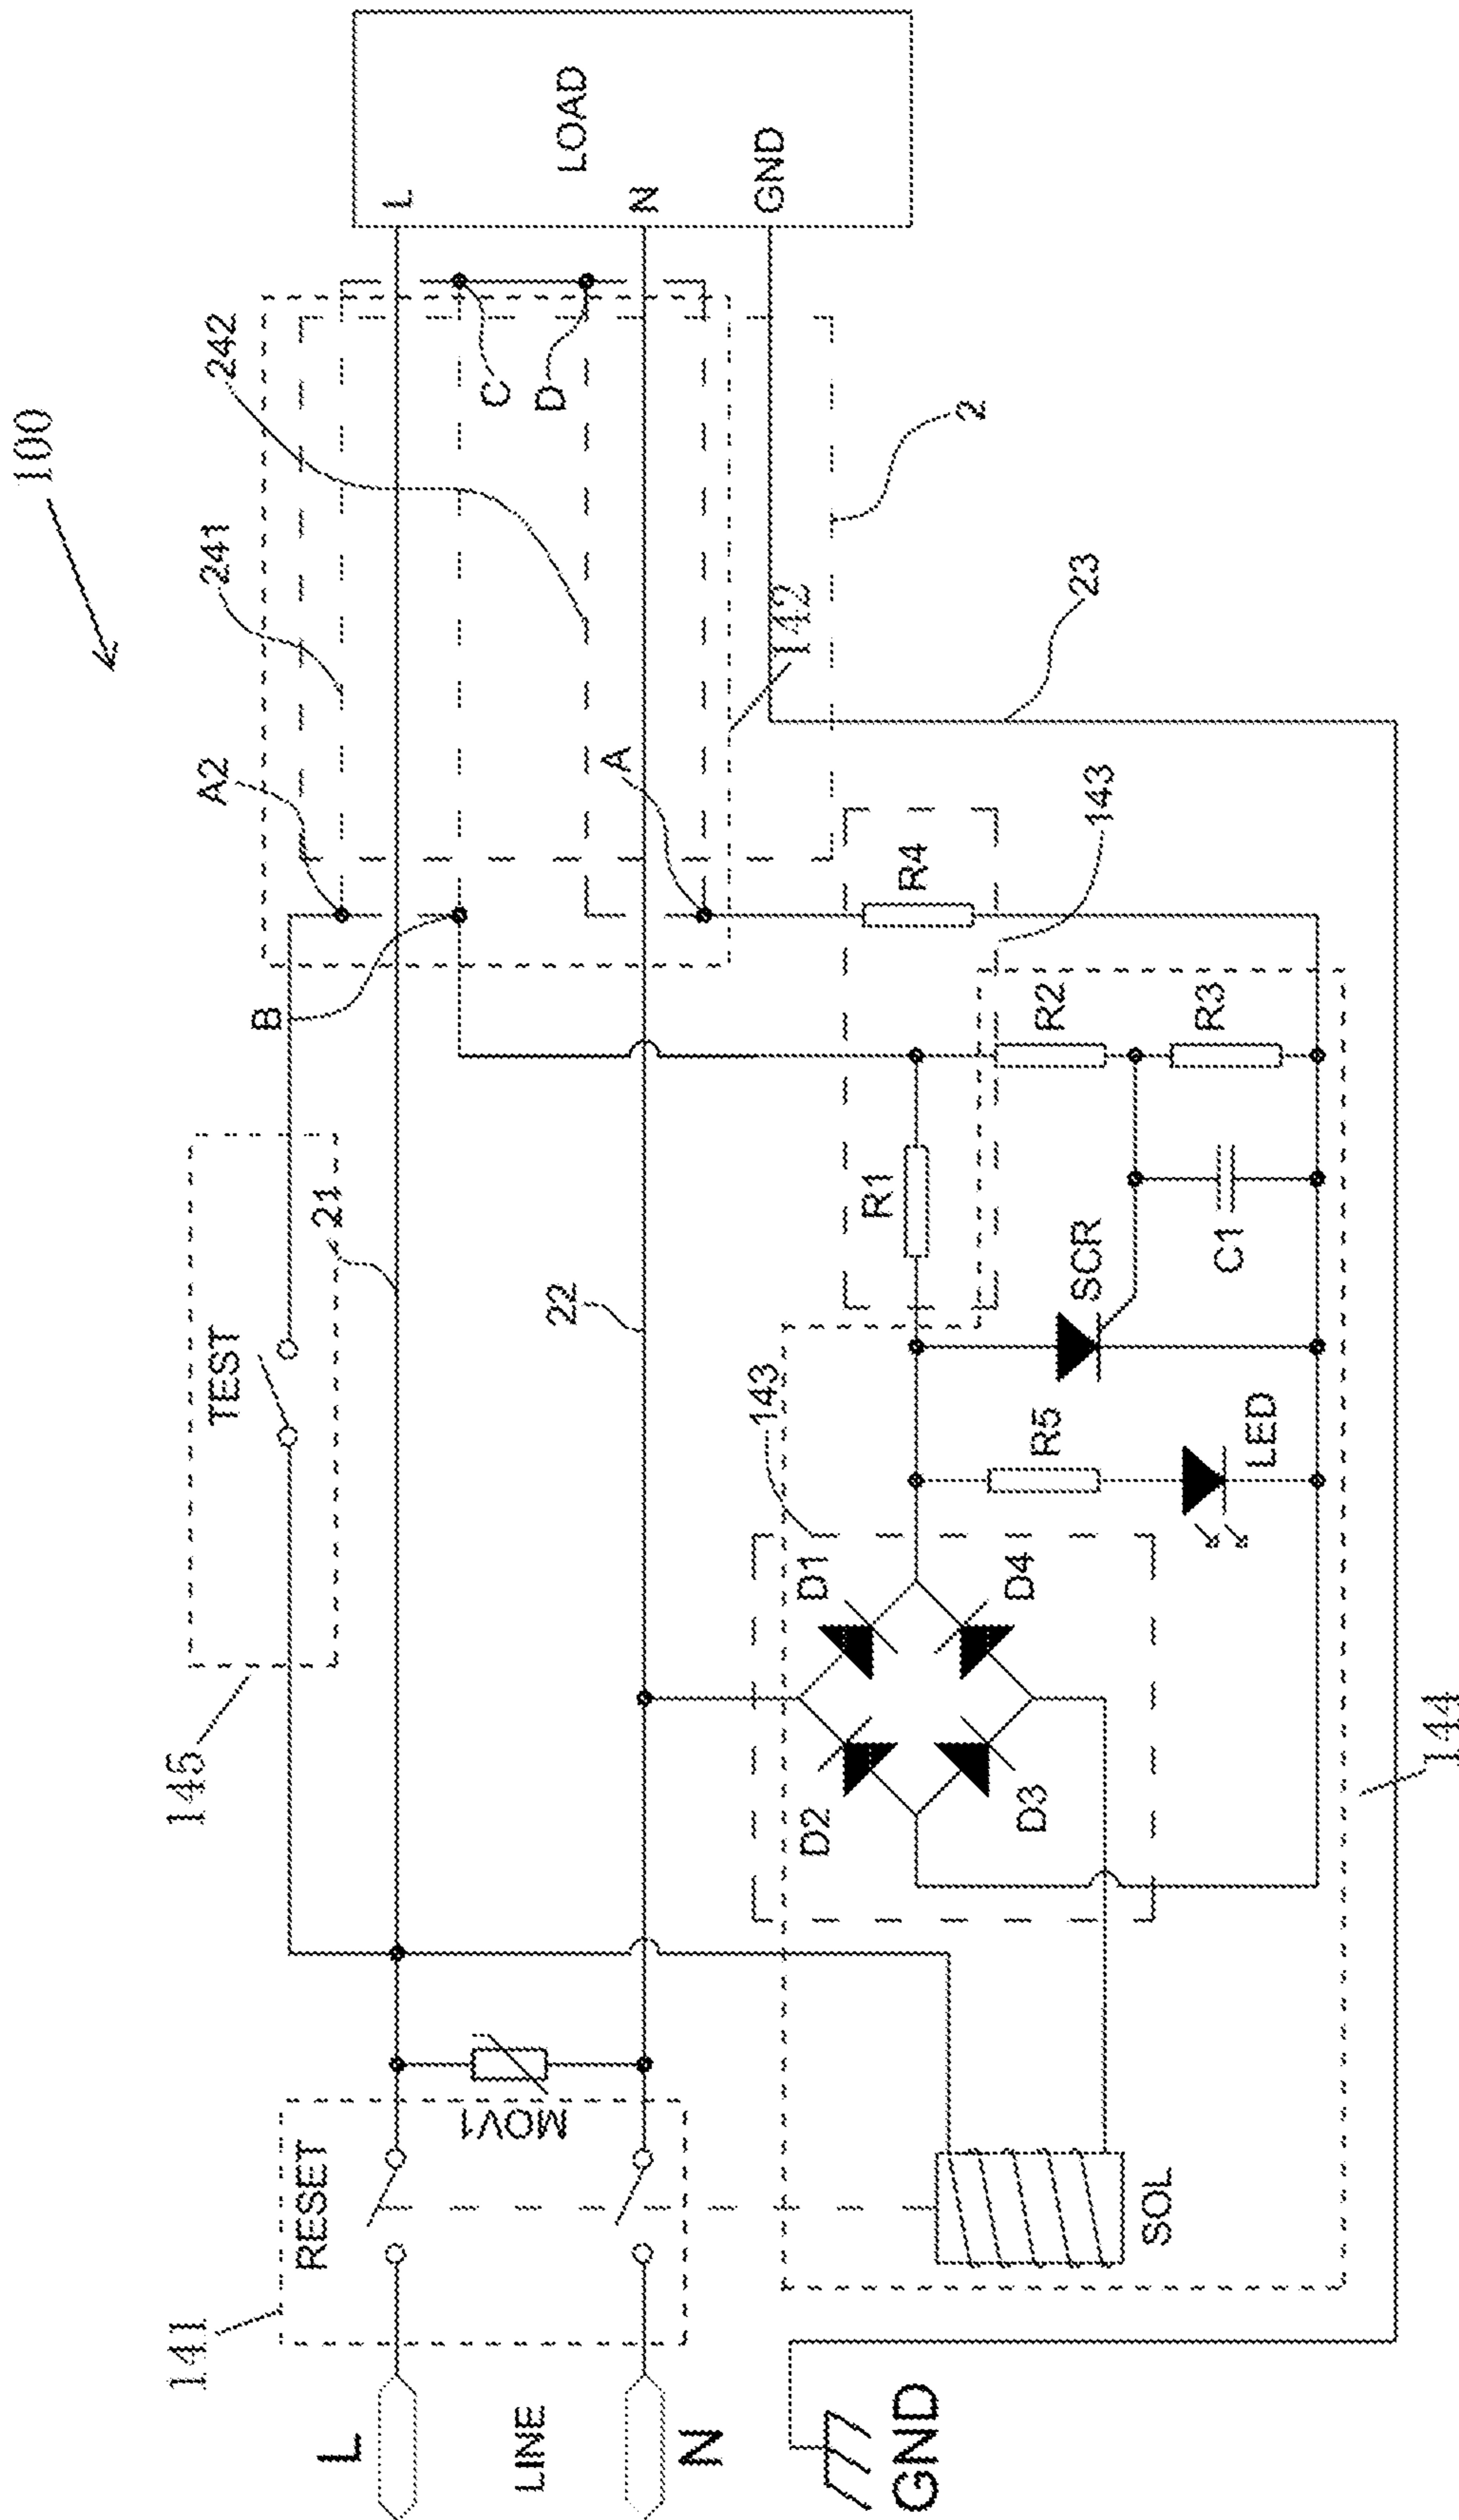 100
L
LOAD
N
GND
242
241
C
D
2
142
23
A2
A
B
143
R4
R2
R3
R1
21
TEST
22
SCR
C1
143
R5
LED
145
D1
D4
D2
D3
144
MOV1
RESET
SOL
141
L
LINE
N
GND